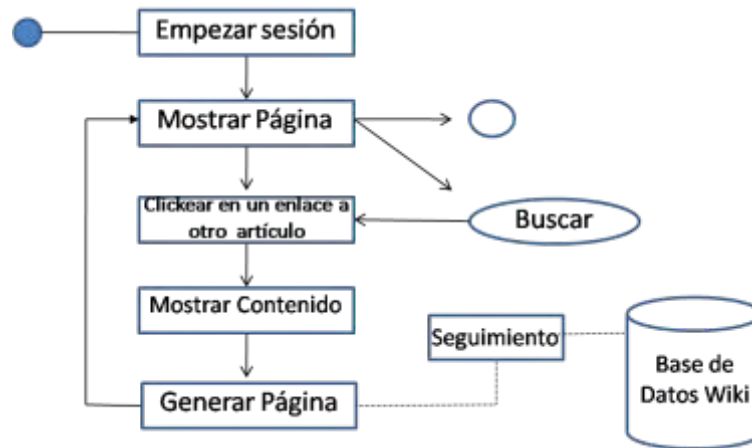 Empezar sesión
Mostrar Página
Clickear en un enlace a
otro artículo
Buscar
Mostrar Contenido
Seguimiento
Base de
Datos Wiki
Generar Página